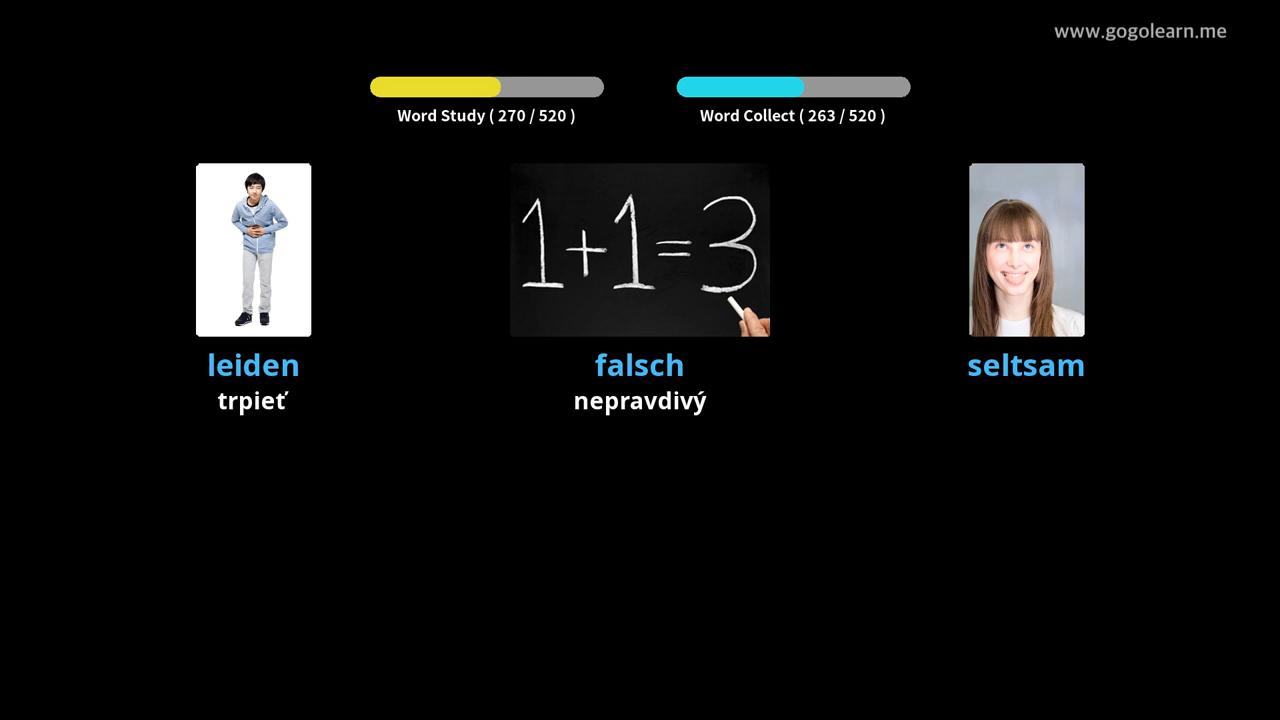 www.gogolearn.me
Word Study ( 270 / 520 )
Word Collect ( 263 / 520 )
1+1=3
leiden
falsch
seltsam
trpieť
nepravdivý